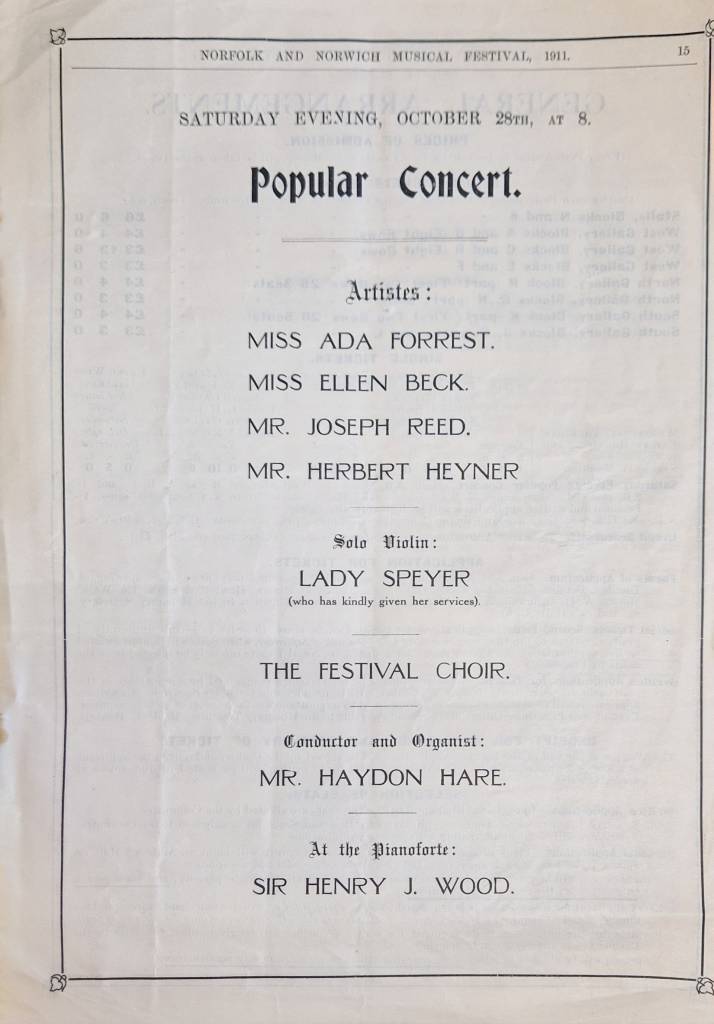 NORFOLK AND NORWICH MUSICAL FESTIVAL, 1911. 15
SATURDAY EVENING, OCTOBER 28TH, AT 8.
Popular Concert.
Artistes:
MISS ADA FORREST.
MISS ELLEN BECK.
MR. JOSEPH REED.
MR. HERBERT HEYNER
Solo Violin:
LADY SPEYER
(who has kindly given her services).
THE FESTIVAL CHOIR.
Conductor and Organist:
MR. HAYDON HARE.
At the Pianoforte:
SIR HENRY J. WOOD.